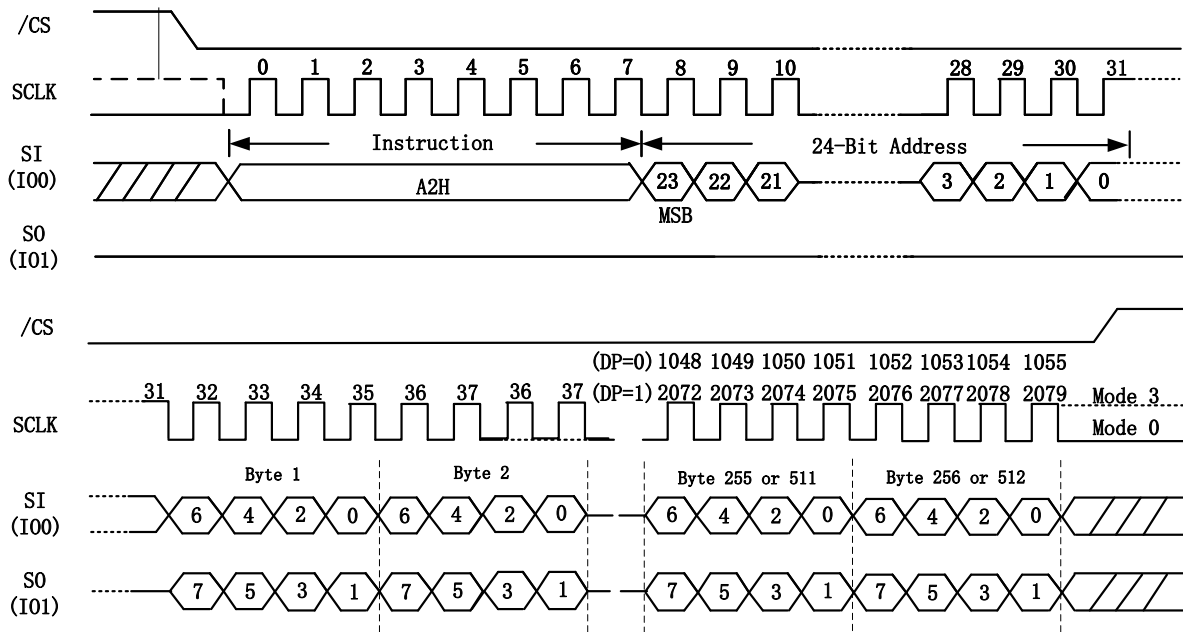 /CS
0 1 2 3 4 5 6 7 8 9 10 28 29 30 31
SCLK
Instruction 24-Bit Address
SI
(IO0)
A2H 23 22 21 3 2 1 0
MSB
SO
(IO1)
/CS
(DP=0) 1048 1049 1050 1051 1052 1053 1054 1055
(DP=1) 2072 2073 2074 2075 2076 2077 2078 2079
31 32 33 34 35 36 37 36 37
Mode 3
SCLK
Mode 0
Byte 1 Byte 2 Byte 255 or 511 Byte 256 or 512
SI
(IO0)
6 4 2 0 6 4 2 0 6 4 2 0 6 4 2 0
SO
(IO1)
7 5 3 1 7 5 3 1 7 5 3 1 7 5 3 1